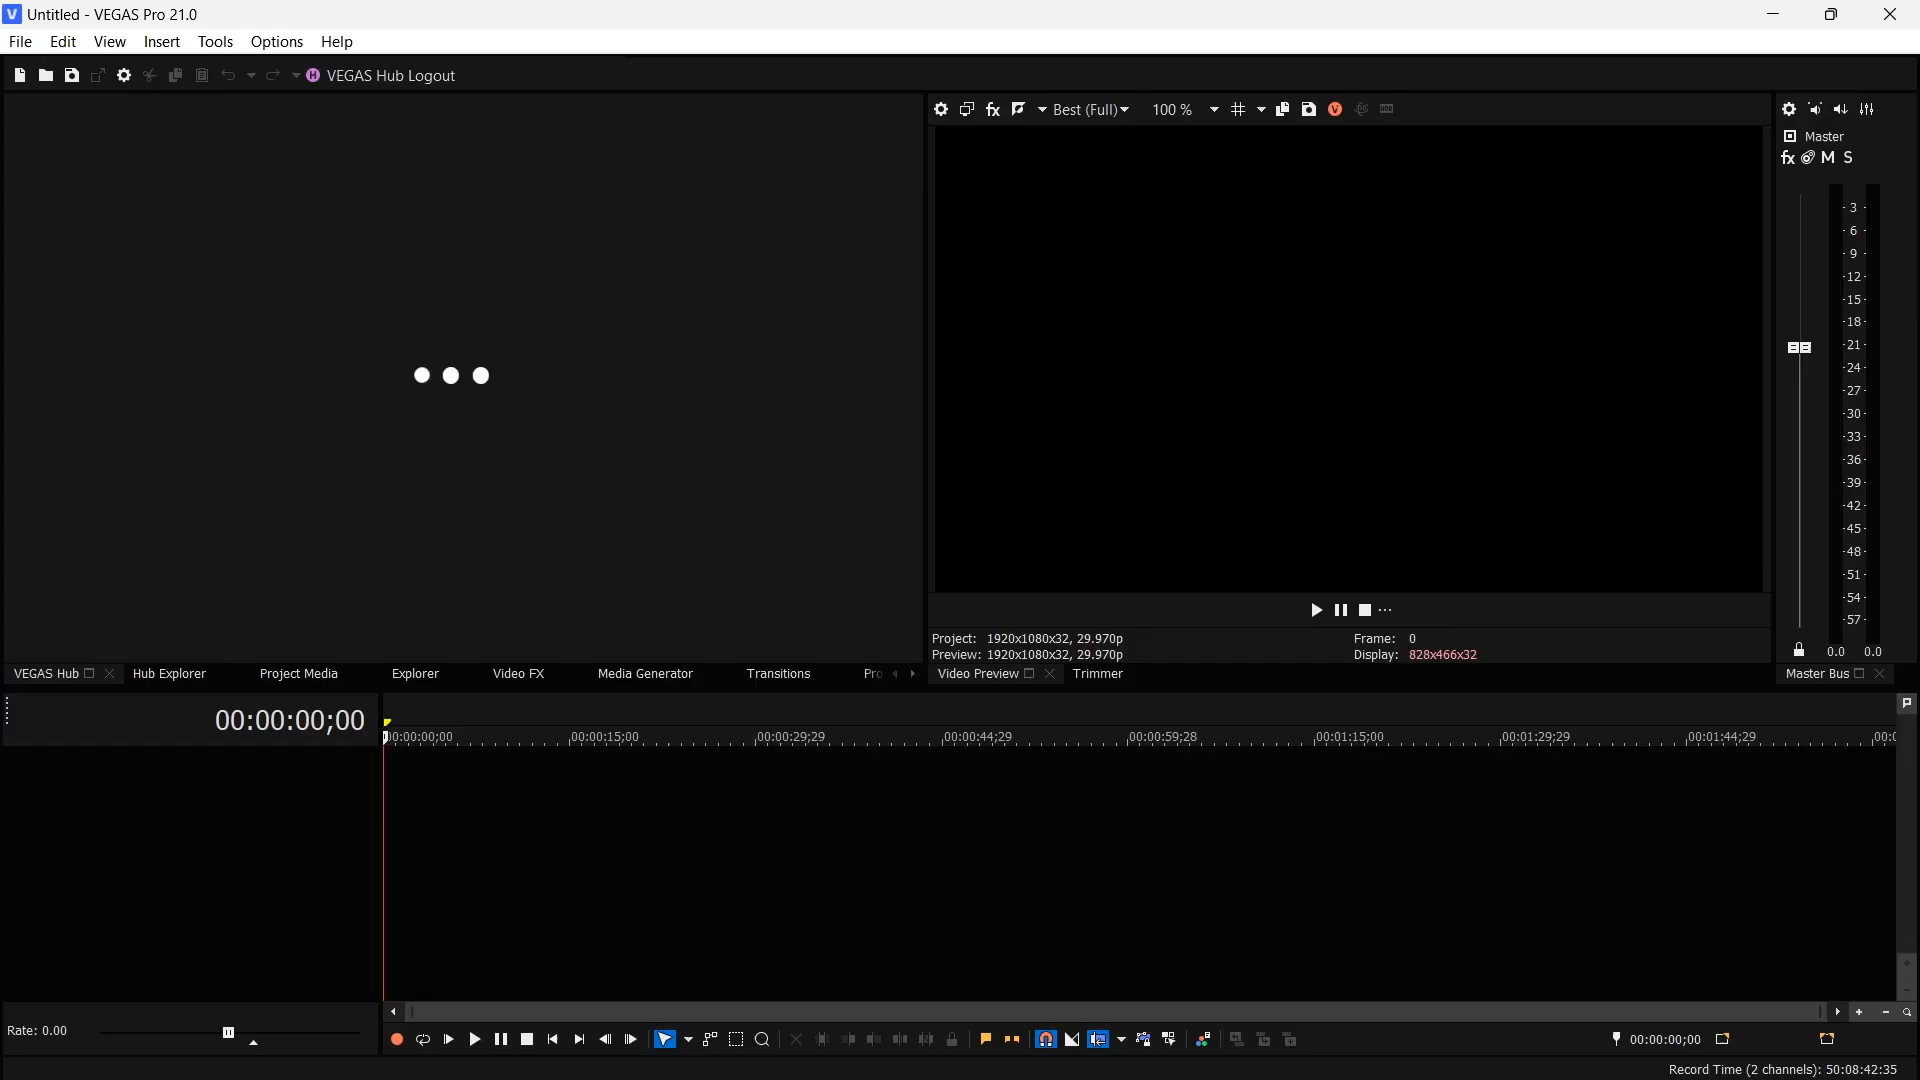 Untitled - VEGAS Pro 21.0
File Edit View Insert Tools Options Help
VEGAS Hub Logout
Best (Full) 100 %
Master
fx M S
3
6
9
12
15
18
21
24
27
30
33
36
39
42
45
48
51
54
57
0.0 0.0
Project: 1920x1080x32, 29.970p Frame: 0
Preview: 1920x1080x32, 29.970p Display: 828x466x32
VEGAS Hub Hub Explorer Project Media Explorer Video FX Media Generator Transitions Pro Video Preview Trimmer Master Bus
00:00:00;00
00:00:00;00 00:00:15;00 00:00:29;29 00:00:44;29 00:00:59;28 00:01:15;00 00:01:29;29 00:01:44;29 00:0
Rate: 0.00
00:00:00;00
Record Time (2 channels): 50:08:42:35